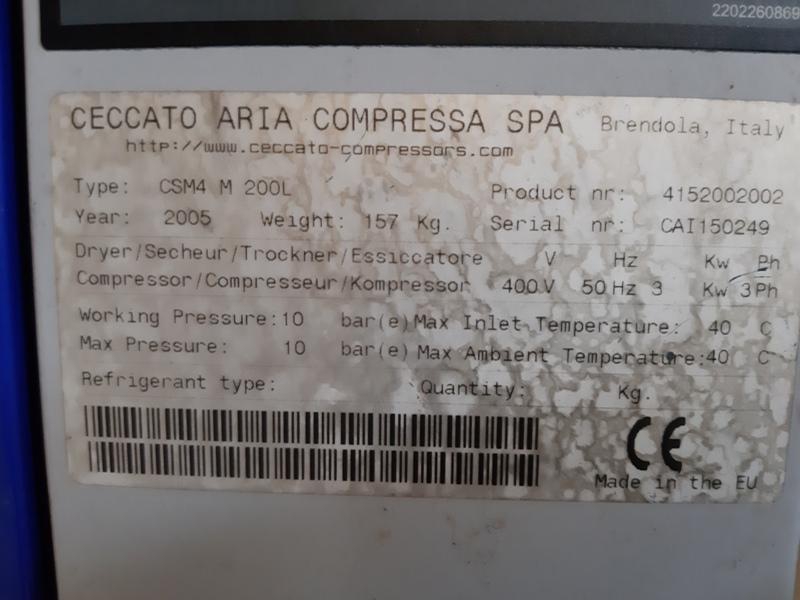 2202260869
CECCATO ARIA COMPRESSA SPA Brendola, Italy
http://www.ceccato-compressors.com
Type: CSM4 M 200L Product nr: 4152002002
Year: 2005 Weight: 157 Kg. Serial nr: CAI150249
Dryer/Secheur/Trockner/Essiccatore V Hz Kw Ph
Compressor/Compresseur/Kompressor 400V 50Hz 3 Kw 3Ph
Working Pressure:10 bar(e) Max Inlet Temperature: 40 C
Max Pressure: 10 bar(e) Max Ambient Temperature:40 C
Refrigerant type: Quantity: Kg.
CE
Made in the EU